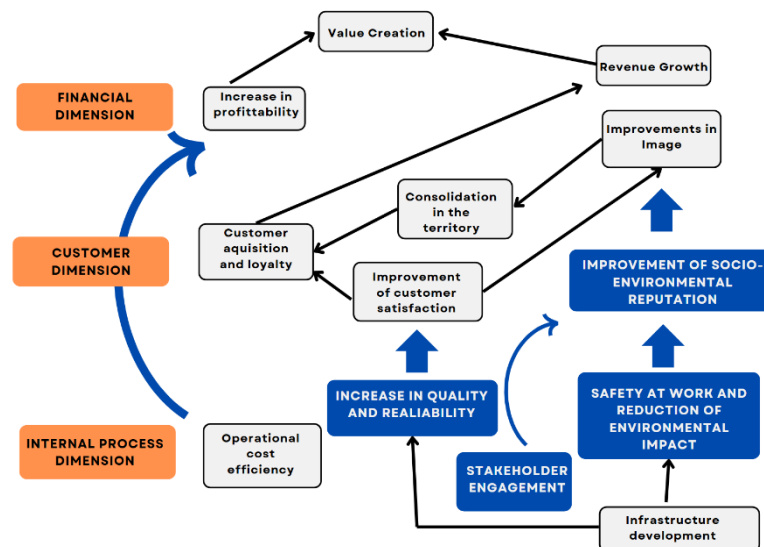 Value Creation
Revenue Growth
FINANCIAL
DIMENSION
Increase in
profittability
Improvements in
Image
Consolidation
in the
territory
CUSTOMER
DIMENSION
Customer
aquisition
and loyalty
Improvement
of customer
satisfaction
IMPROVEMENT OF SOCIO-
ENVIRONMENTAL
REPUTATION
INCREASE IN QUALITY
AND REALIABILITY
SAFETY AT WORK AND
REDUCTION OF
ENVIRONMENTAL
IMPACT
INTERNAL PROCESS
DIMENSION
Operational
cost
efficiency
STAKEHOLDER
ENGAGEMENT
Infrastructure
development